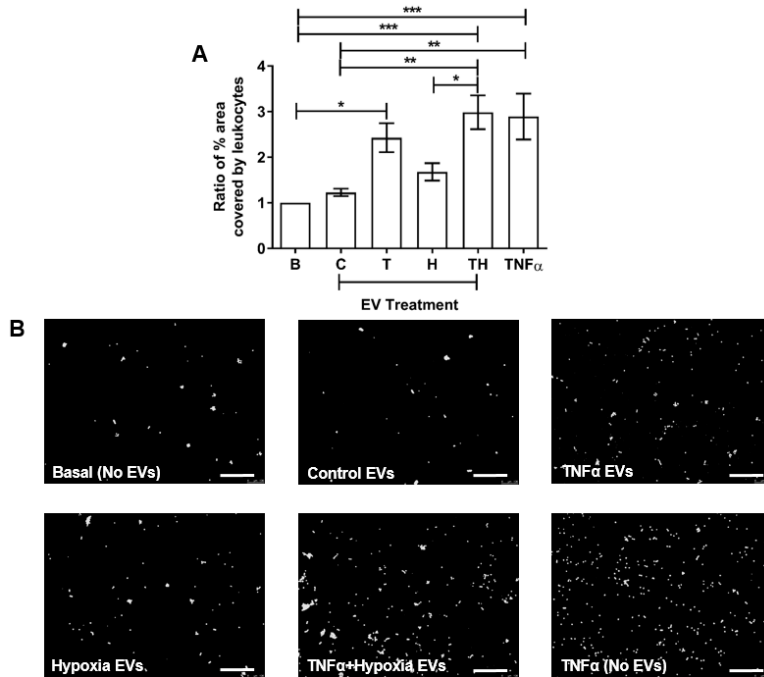 ***
***
**
A
**
*
*
Ratio of % area
covered by leukocytes
4
3
2
1
0
B C T H TH TNFα
EV Treatment
B
Basal (No EVs)
Control EVs
TNFα EVs
Hypoxia EVs
TNFα+Hypoxia EVs
TNFα (No EVs)